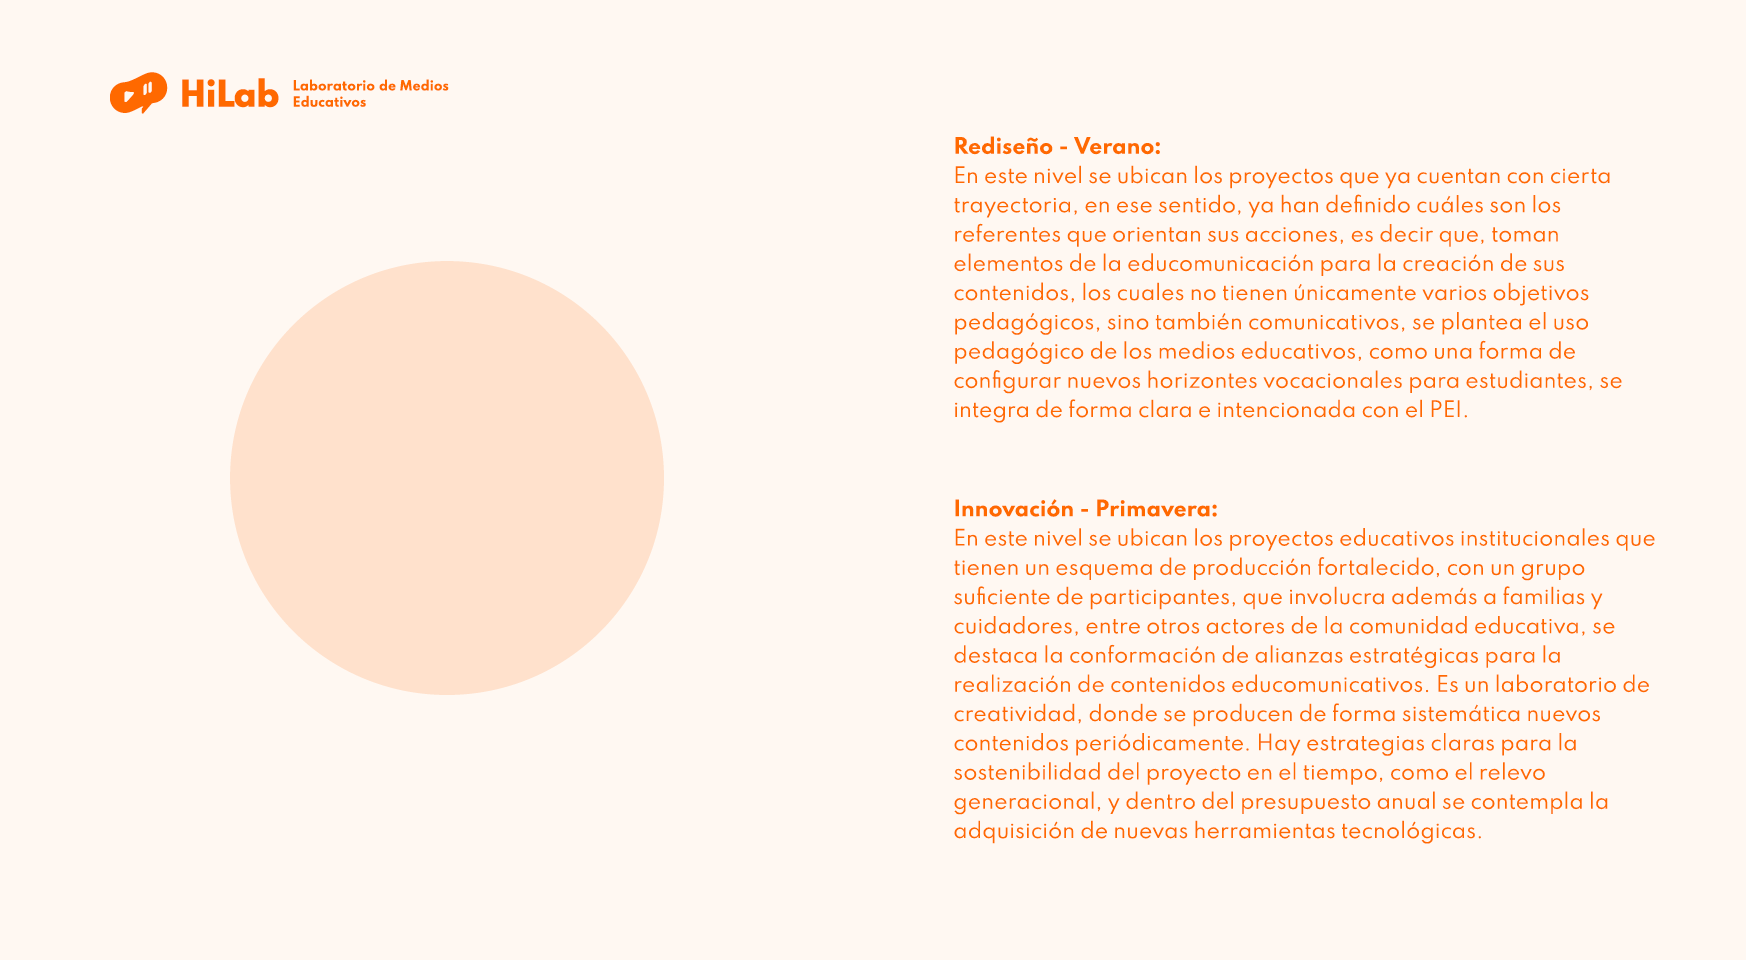 HiLab
Laboratorio de Medios
Educativos
Rediseño - Verano:
En este nivel se ubican los proyectos que ya cuentan con cierta
trayectoria, en ese sentido, ya han definido cuáles son los
referentes que orientan sus acciones, es decir que, toman
elementos de la educomunicación para la creación de sus
contenidos, los cuales no tienen únicamente varios objetivos
pedagógicos, sino también comunicativos, se plantea el uso
pedagógico de los medios educativos, como una forma de
configurar nuevos horizontes vocacionales para estudiantes, se
integra de forma clara e intencionada con el PEI.
Innovación - Primavera:
En este nivel se ubican los proyectos educativos institucionales que
tienen un esquema de producción fortalecido, con un grupo
suficiente de participantes, que involucra además a familias y
cuidadores, entre otros actores de la comunidad educativa, se
destaca la conformación de alianzas estratégicas para la
realización de contenidos educomunicativos. Es un laboratorio de
creatividad, donde se producen de forma sistemática nuevos
contenidos periódicamente. Hay estrategias claras para la
sostenibilidad del proyecto en el tiempo, como el relevo
generacional, y dentro del presupuesto anual se contempla la
adquisición de nuevas herramientas tecnológicas.